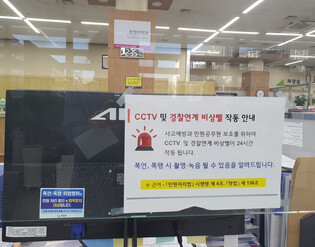 CCTV 및 경찰연계 비상벨 작동 안내
사고예방과 민원공무원 보호를 위하여
CCTV 및 경찰연계 비상벨이 24시간
작동 됩니다.
폭언, 폭행 시 촬영·녹음 될 수 있음을 알려드립니다.
※ 근거 - 「민원처리법」 시행령 제 4조, 「형법」 제 136조